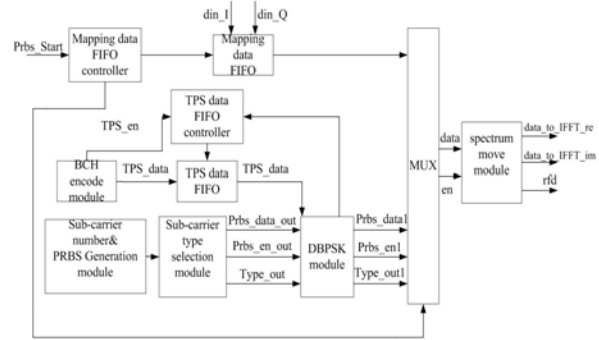 din_I
din_Q
Prbs_Start
Mapping data
FIFO
controller
Mapping
data
FIFO
TPS data
FIFO
controller
TPS_en
BCH
encode
module
TPS_data
TPS data
FIFO
TPS_data
MUX
data
en
spectrum
move
module
data_to_IFFT_re
data_to_IFFT_im
rfd
Sub-carrier
number&
PRBS Generation
module
Sub-carrier
type
selection
module
Prbs_data_out
Prbs_en_out
Type_out
DBPSK
module
Prbs_data1
Prbs_en1
Type_out1